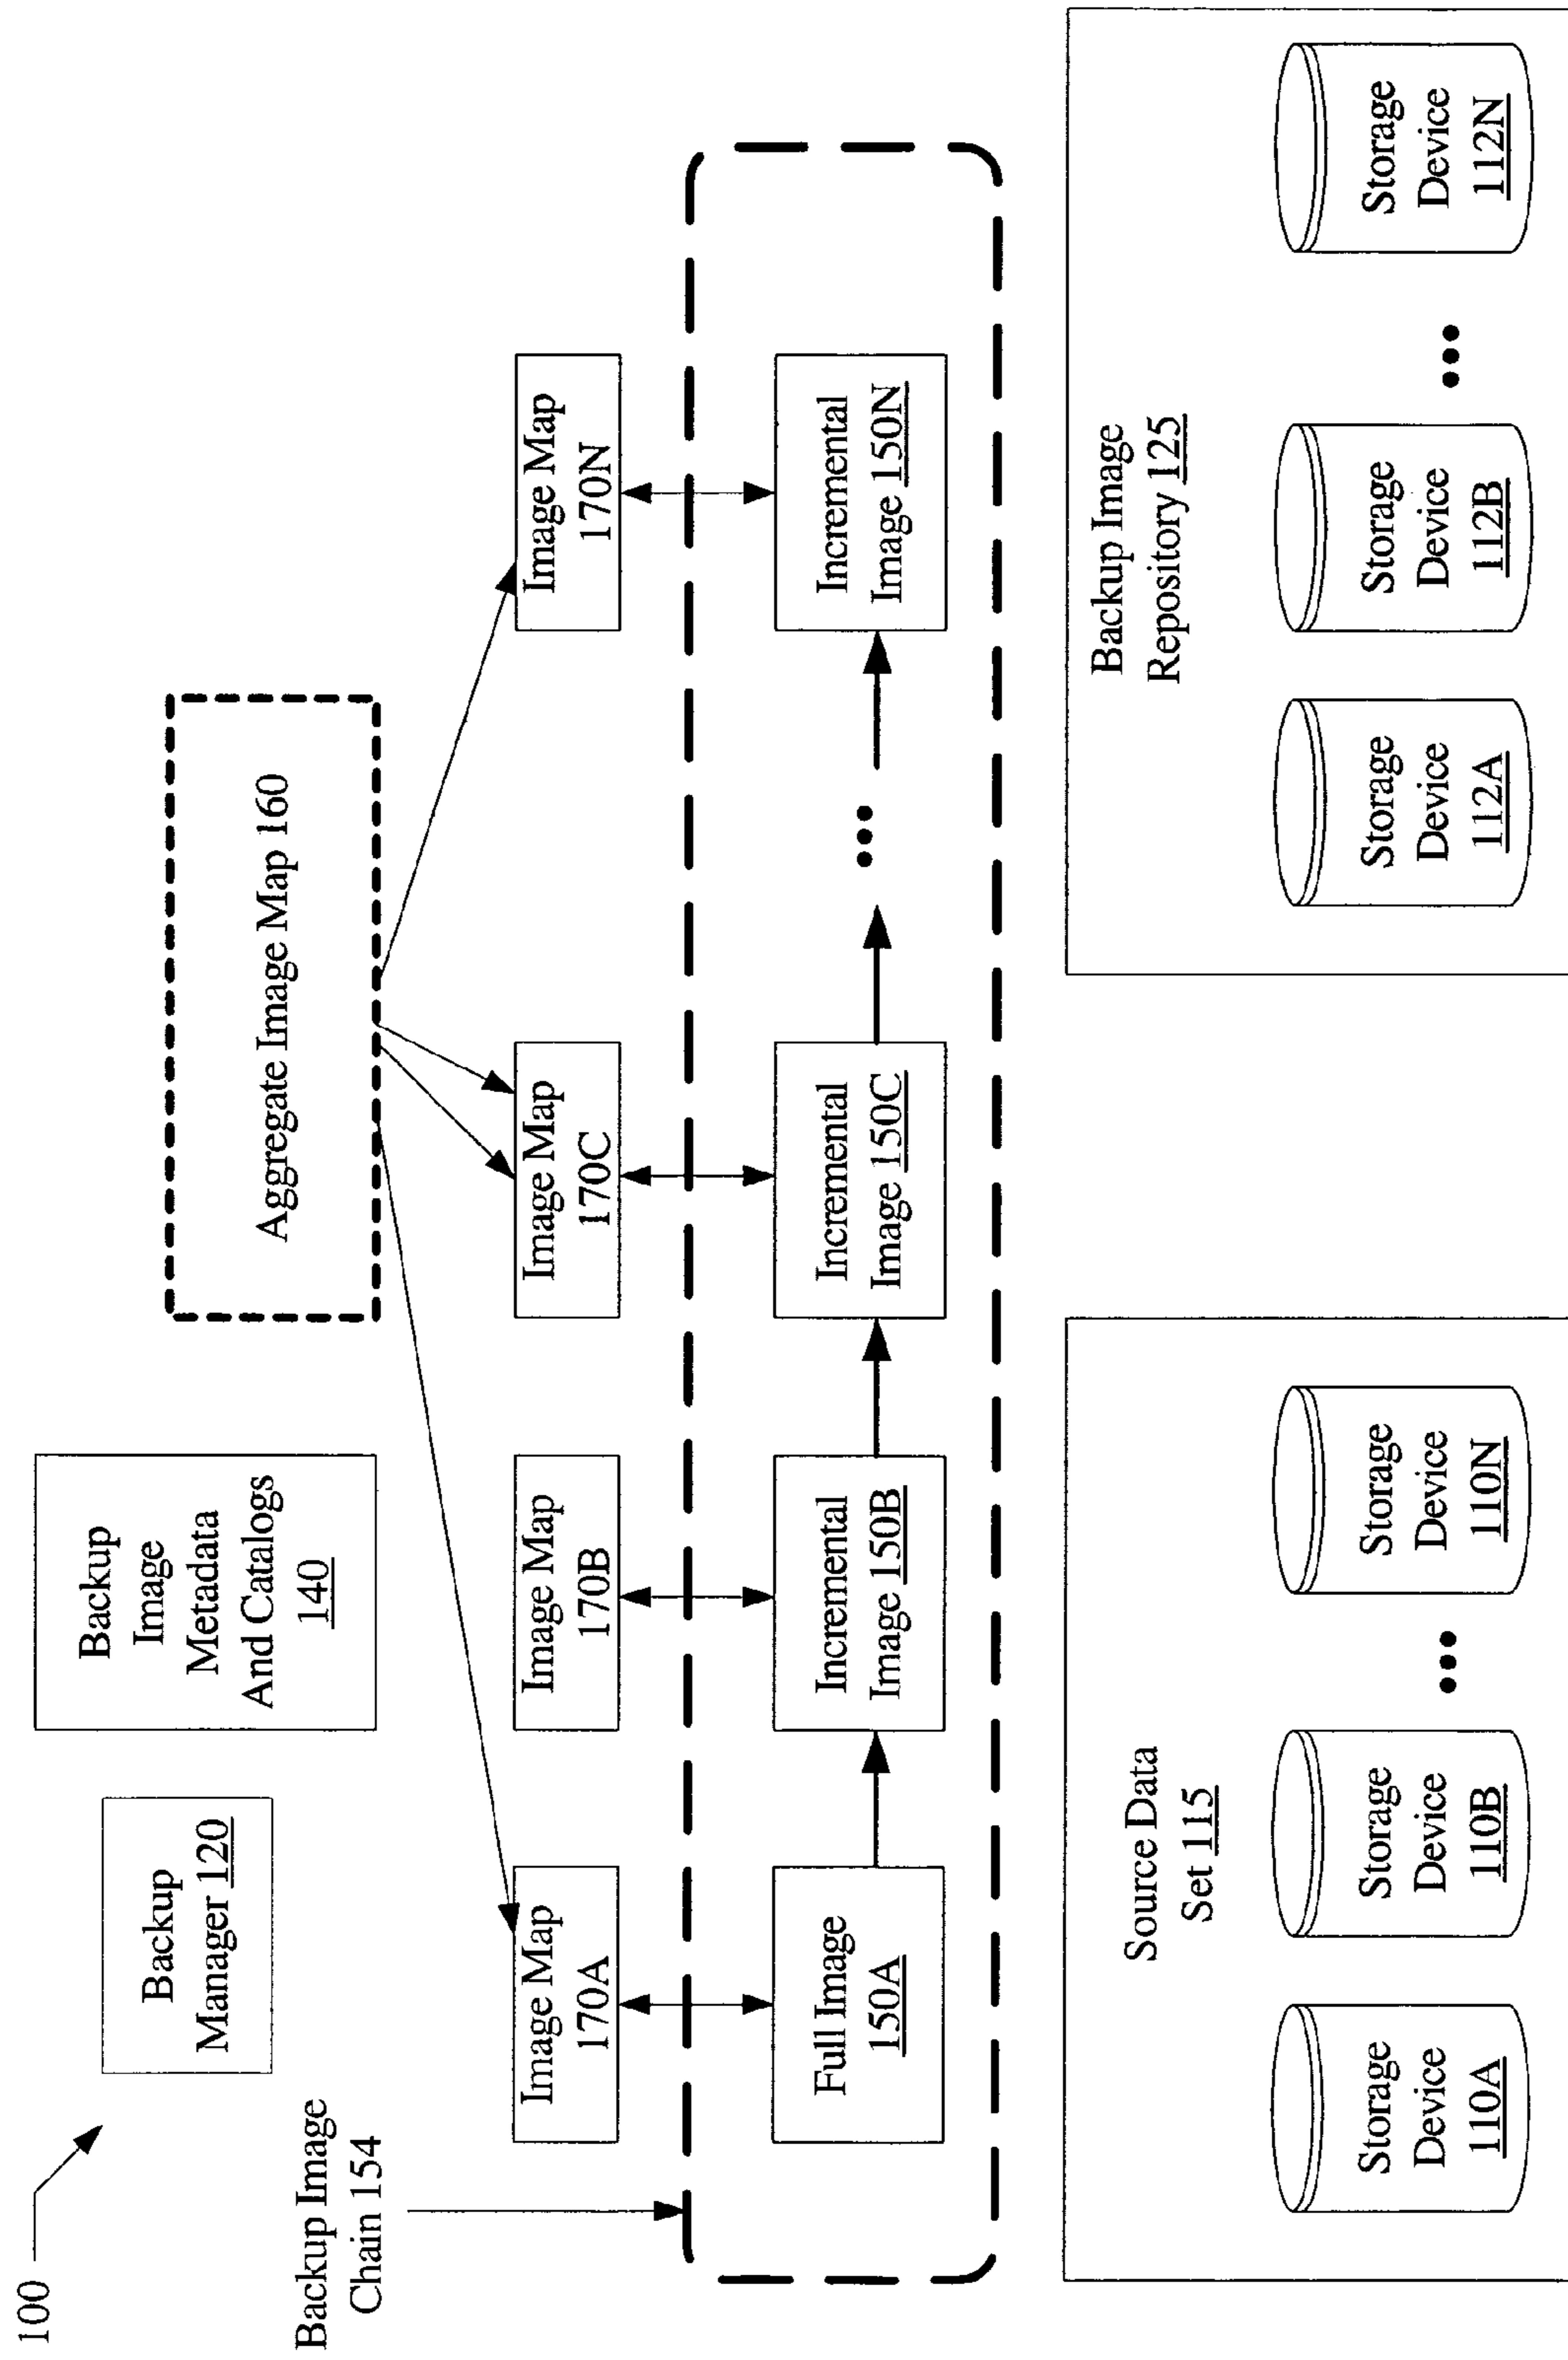 100
Backup
Manager 120
Backup
Image
Metadata
And Catalogs
140
Aggregate Image Map 160
Backup Image
Chain 154
Image Map
170A
Image Map
170B
Image Map
170C
Image Map
170N
Full Image
150A
Incremental
Image 150B
Incremental
Image 150C
...
Incremental
Image 150N
Source Data
Set 115
Storage
Device
110A
Storage
Device
110B
...
Storage
Device
110N
Backup Image
Repository 125
Storage
Device
112A
Storage
Device
112B
...
Storage
Device
112N